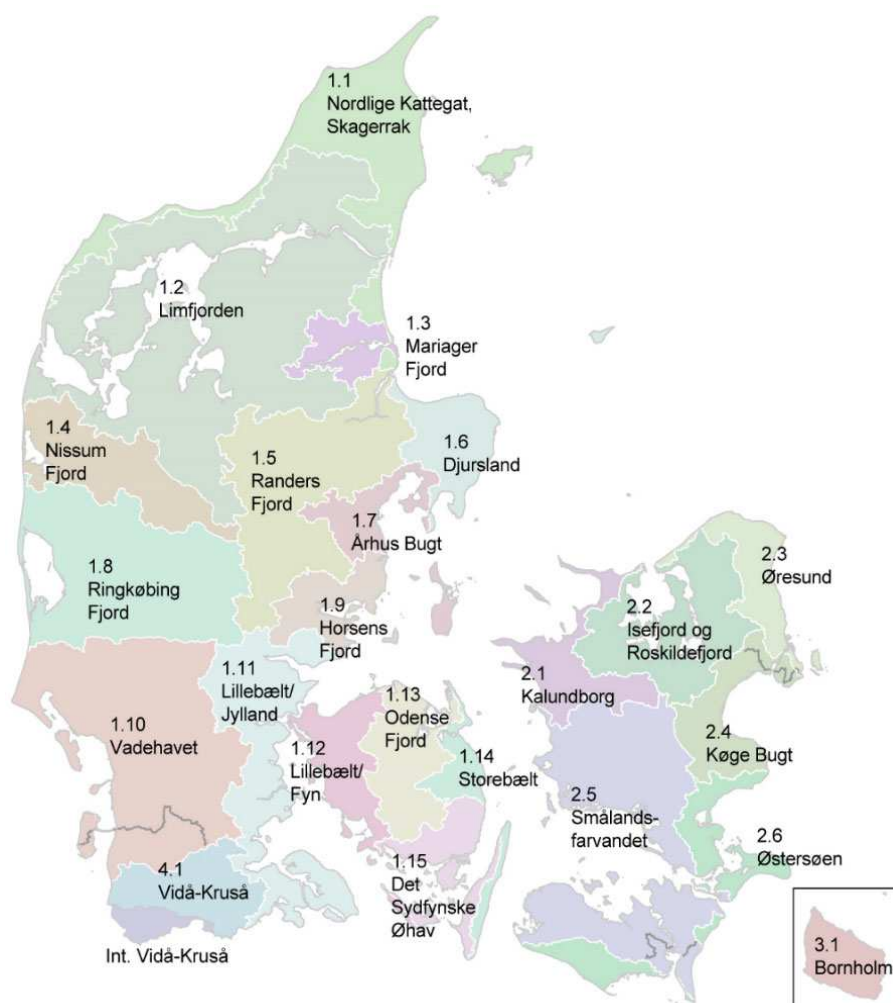 1.1
Nordlige Kattegat,
Skagerrak
1.2
Limfjorden
1.3
Mariager
Fjord
1.4
Nissum
Fjord
1.5
Randers
Fjord
1.6
Djursland
1.7
Århus Bugt
1.8
Ringkøbing
Fjord
1.9
Horsens
Fjord
2.3
Øresund
2.2
Isefjord og
Roskildefjord
2.1
Kalundborg
1.10
Vadehavet
1.11
Lillebælt/
Jylland
1.12
Lillebælt/
Fyn
1.13
Odense
Fjord
1.14
Storebælt
2.4
Køge Bugt
2.5
Smålands-
farvandet
2.6
Østersøen
1.15
Det
Sydfynske
Øhav
4.1
Vidå-Kruså
Int. Vidå-Kruså
3.1
Bornholm